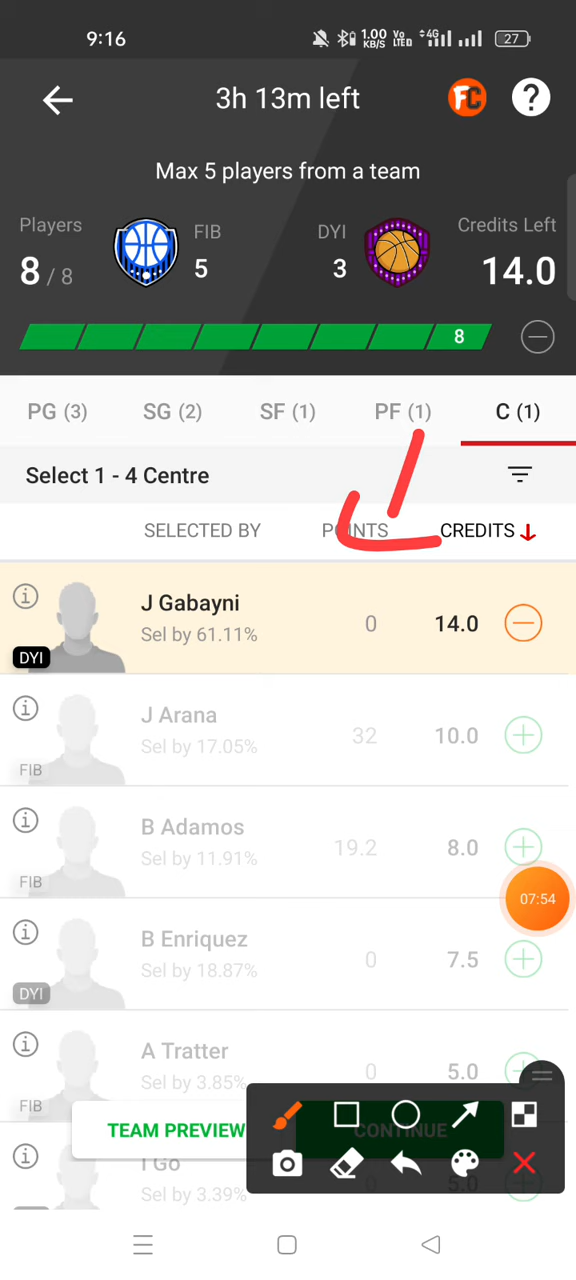 9:16 1.00 KB/S Vo LTE D 4G 27
3h 13m left FC ?
Max 5 players from a team
Players FIB DYI Credits Left
8 / 8 5 3 14.0
8
PG (3) SG (2) SF (1) PF (1) C (1)
Select 1 - 4 Centre
SELECTED BY POINTS CREDITS
J Gabayni
Sel by 61.11% 0 14.0
DYI
J Arana
Sel by 17.05% 32 10.0
FIB
B Adamos
Sel by 11.91% 19.2 8.0
FIB
07:54
B Enriquez
Sel by 18.87% 0 7.5
DYI
A Tratter
Sel by 3.85% 0 5.0
FIB
TEAM PREVIEW CONTINUE
I Go
Sel by 3.39% 0 5.0